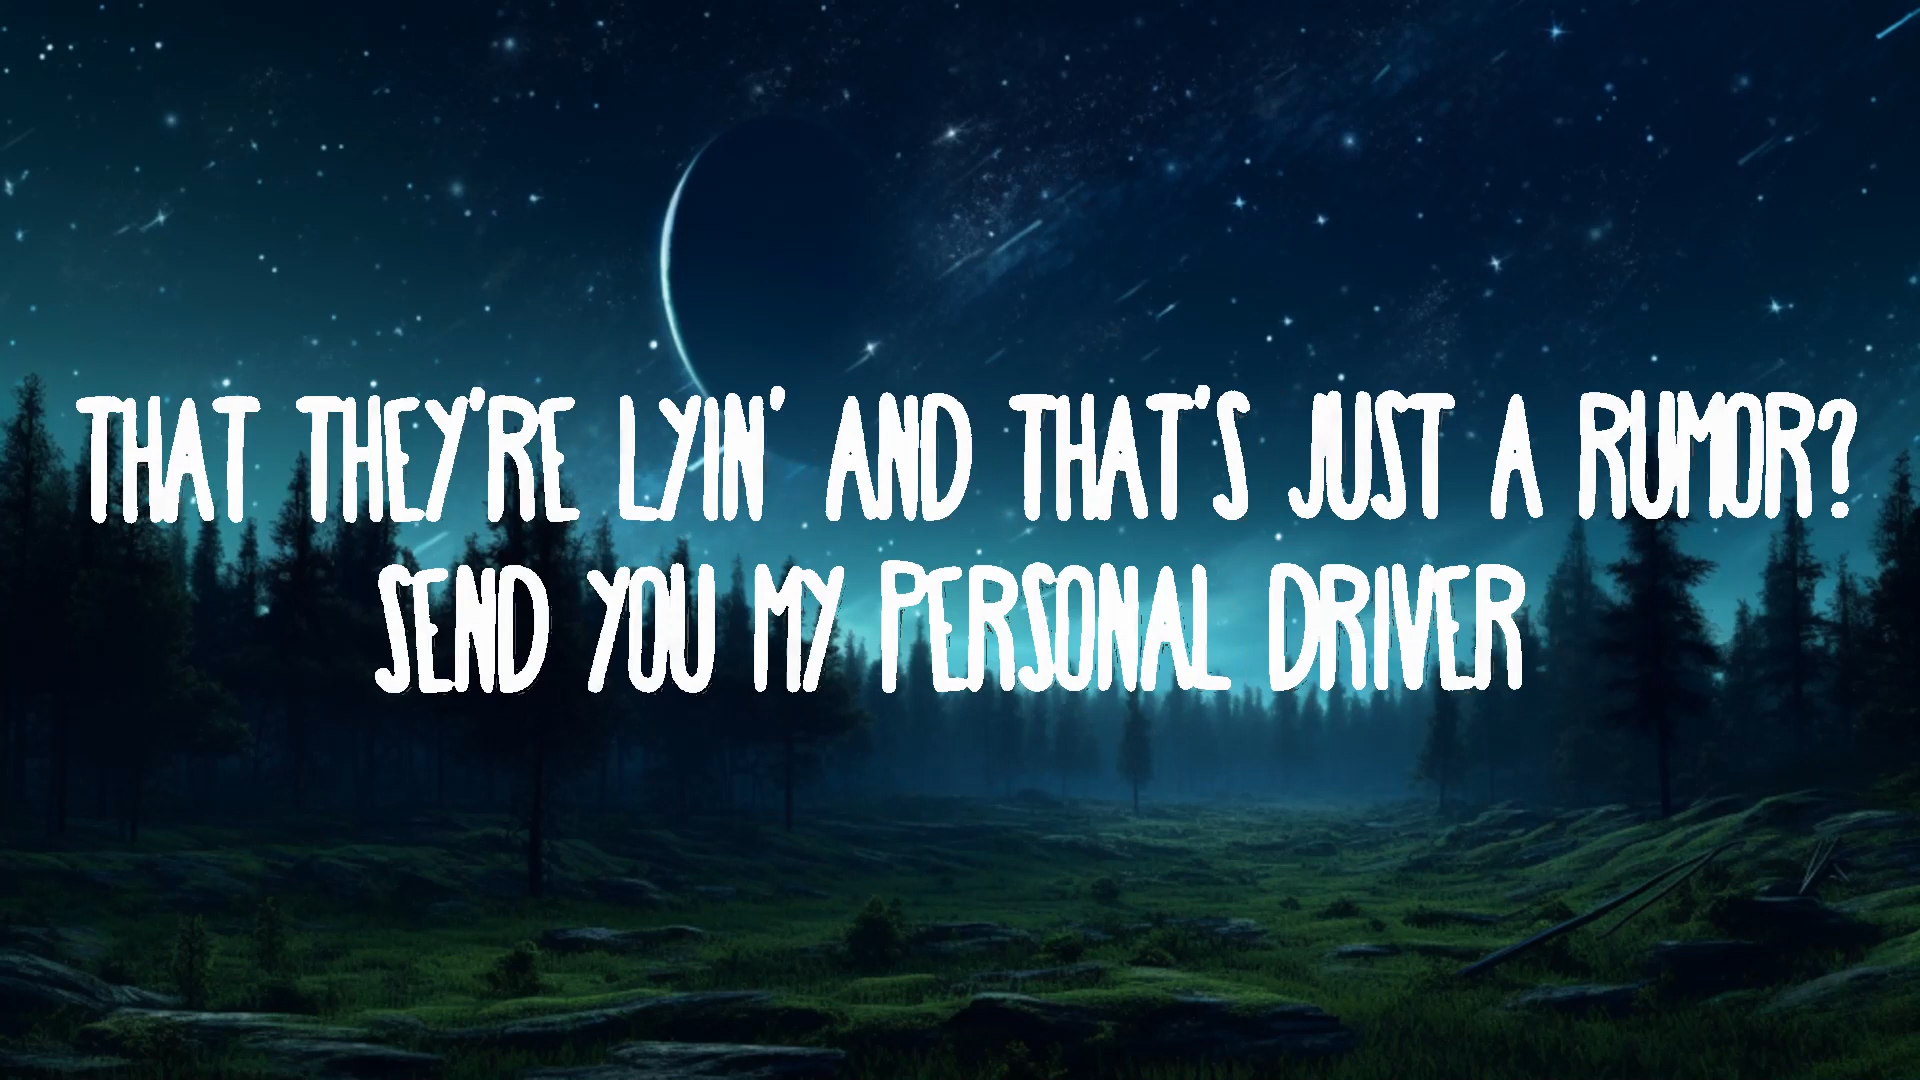 THAT THEY'RE LYIN' AND THAT'S JUST A RUMOR?
SEND YOU MY PERSONAL DRIVER